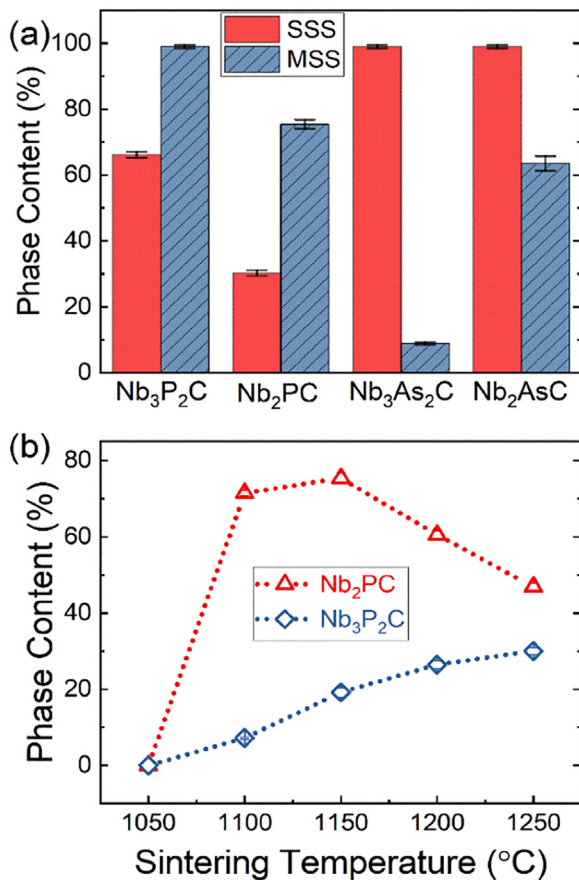 (a)
SSS
MSS
Phase Content (%)
100
80
60
40
20
0
Nb₃P₂C Nb₂PC Nb₃As₂C Nb₂AsC
(b)
Phase Content (%)
80
60
40
20
0
Nb₂PC
Nb₃P₂C
1050 1100 1150 1200 1250
Sintering Temperature (°C)